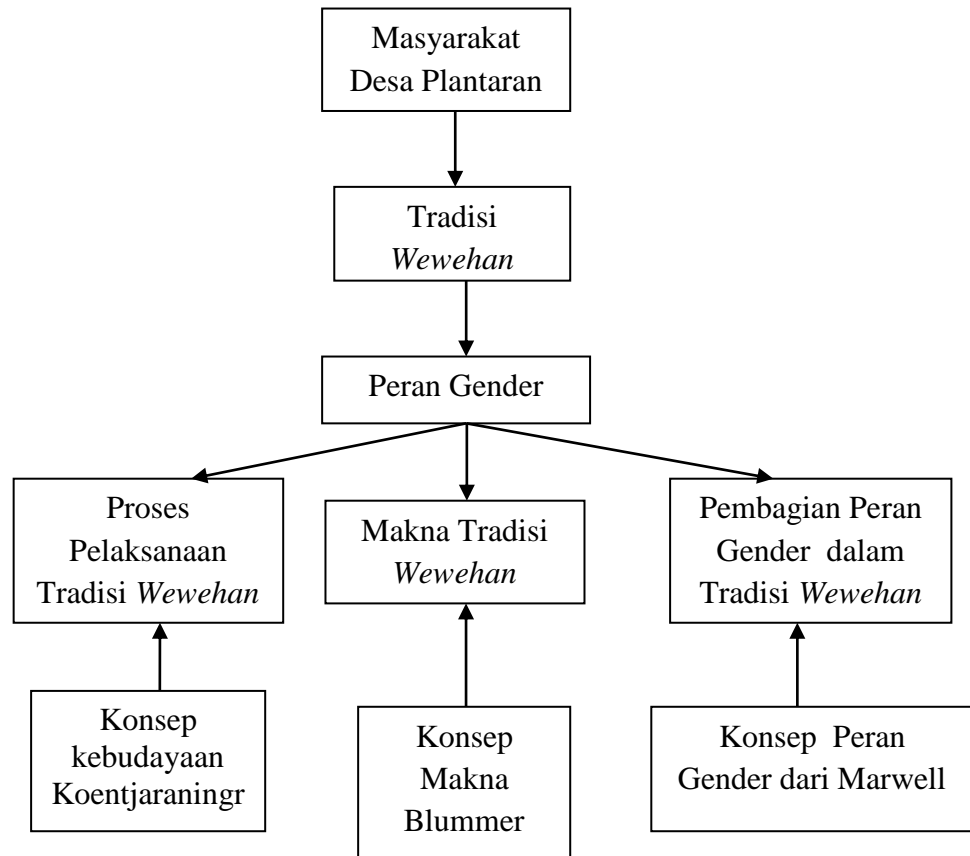 Masyarakat
Desa Plantaran
Tradisi
Wewehan
Peran Gender
Proses
Pelaksanaan
Tradisi Wewehan
Makna Tradisi
Wewehan
Pembagian Peran
Gender dalam
Tradisi Wewehan
Konsep
kebudayaan
Koentjaraningr
Konsep
Makna
Blummer
Konsep Peran
Gender dari Marwell